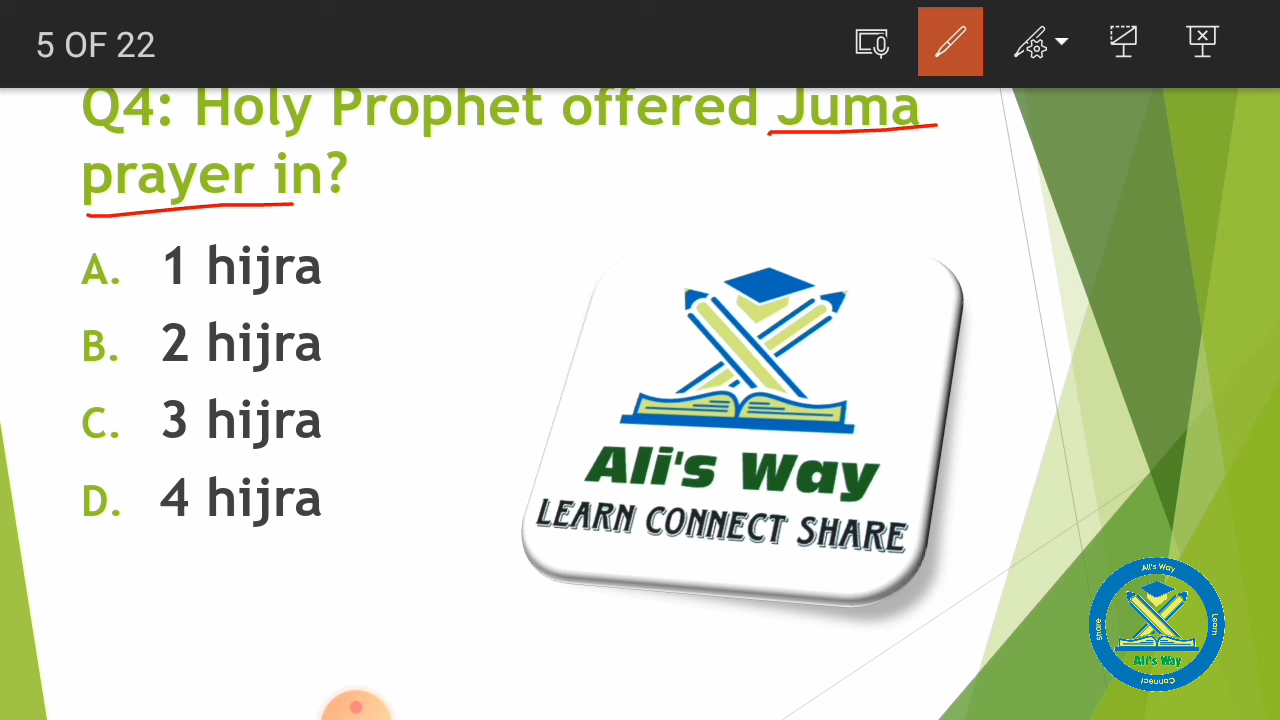 5 OF 22
Q4: Holy Prophet offered Juma
prayer in?
A. 1 hijra
B. 2 hijra
C. 3 hijra
D. 4 hijra
Ali's Way
LEARN CONNECT SHARE
Ali's Way
Share
Learn
Ali's Way
Connect